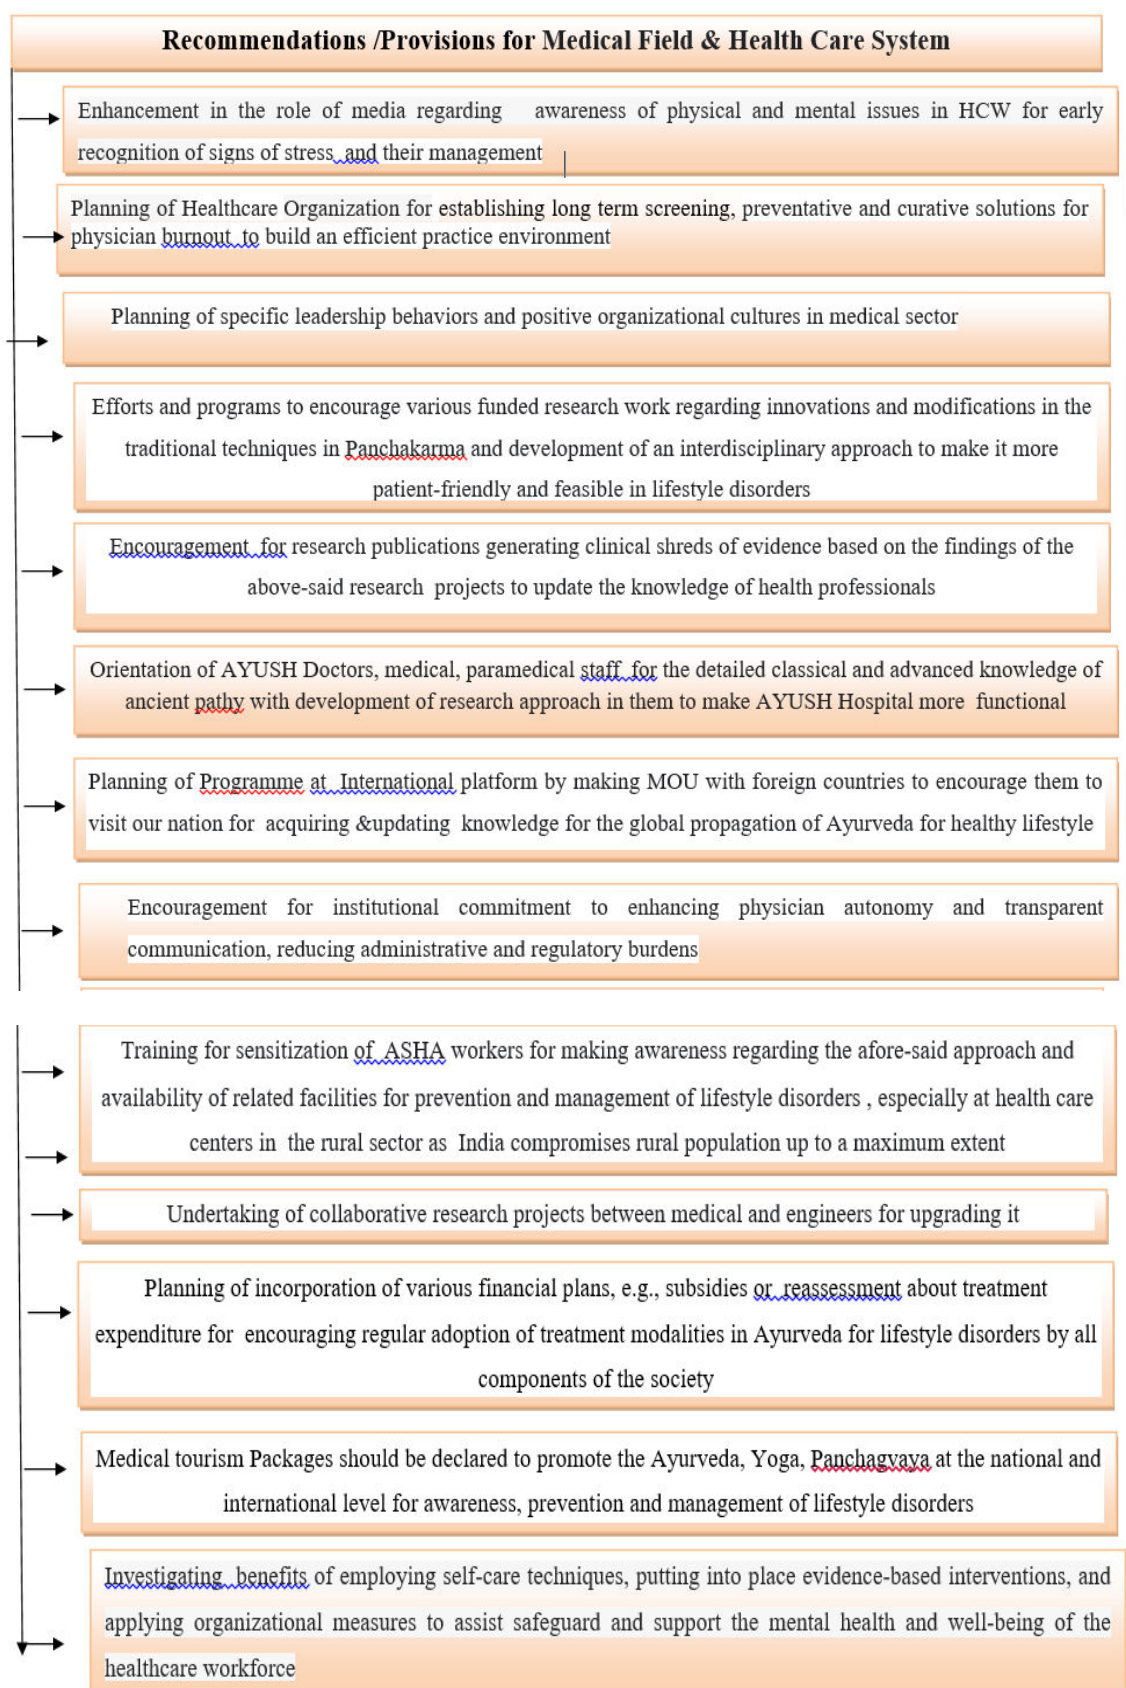 Recommendations /Provisions for Medical Field & Health Care System
Enhancement in the role of media regarding awareness of physical and mental issues in HCW for early
recognition of signs of stress and their management
Planning of Healthcare Organization for establishing long term screening, preventative and curative solutions for
physician burnout to build an efficient practice environment
Planning of specific leadership behaviors and positive organizational cultures in medical sector
Efforts and programs to encourage various funded research work regarding innovations and modifications in the
traditional techniques in Panchakarma and development of an interdisciplinary approach to make it more
patient-friendly and feasible in lifestyle disorders
Encouragement for research publications generating clinical shreds of evidence based on the findings of the
above-said research projects to update the knowledge of health professionals
Orientation of AYUSH Doctors, medical, paramedical staff for the detailed classical and advanced knowledge of
ancient pathy with development of research approach in them to make AYUSH Hospital more functional
Planning of Programme at International platform by making MOU with foreign countries to encourage them to
visit our nation for acquiring &updating knowledge for the global propagation of Ayurveda for healthy lifestyle
Encouragement for institutional commitment to enhancing physician autonomy and transparent
communication, reducing administrative and regulatory burdens
Training for sensitization of ASHA workers for making awareness regarding the afore-said approach and
availability of related facilities for prevention and management of lifestyle disorders , especially at health care
centers in the rural sector as India compromises rural population up to a maximum extent
Undertaking of collaborative research projects between medical and engineers for upgrading it
Planning of incorporation of various financial plans, e.g., subsidies or reassessment about treatment
expenditure for encouraging regular adoption of treatment modalities in Ayurveda for lifestyle disorders by all
components of the society
Medical tourism Packages should be declared to promote the Ayurveda, Yoga, Panchagvaya at the national and
international level for awareness, prevention and management of lifestyle disorders
Investigating benefits of employing self-care techniques, putting into place evidence-based interventions, and
applying organizational measures to assist safeguard and support the mental health and well-being of the
healthcare workforce